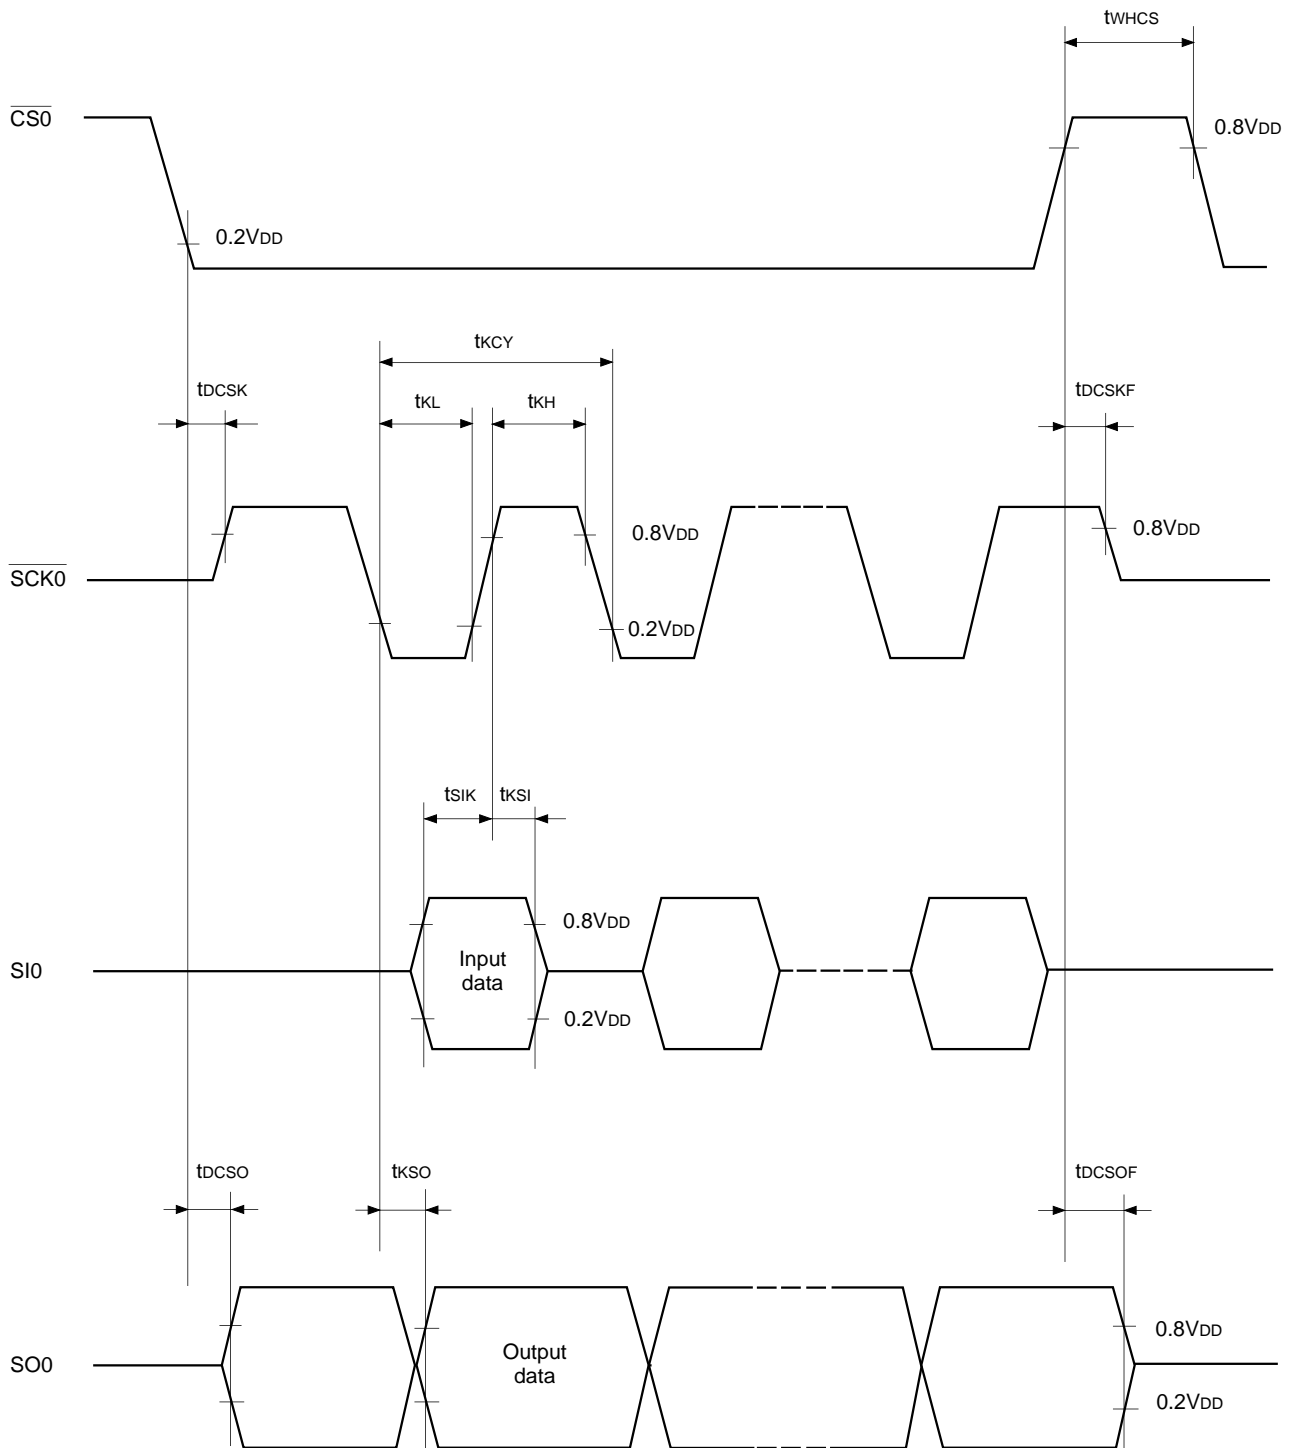 tWHCS
CS0
0.8VDD
0.2VDD
tKCY
tDCSK
tKL
tKH
tDCSKF
0.8VDD
0.8VDD
SCK0
0.2VDD
tSIK
tKSI
0.8VDD
Input
data
SI0
0.2VDD
tDCSO
tKSO
tDCSOF
0.8VDD
Output
data
SO0
0.2VDD